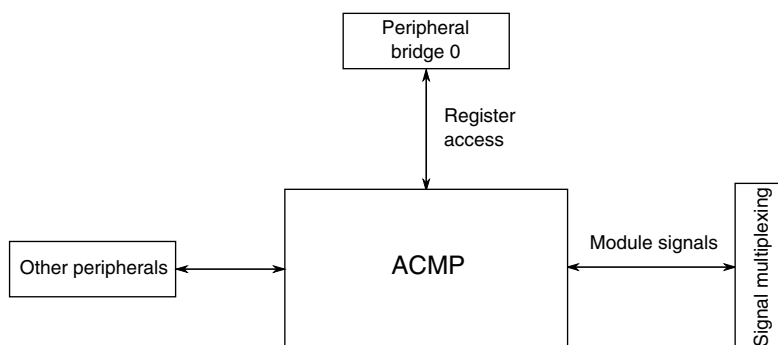 Peripheral
bridge 0
Register
access
Other peripherals
ACMP
Module signals
Signal multiplexing